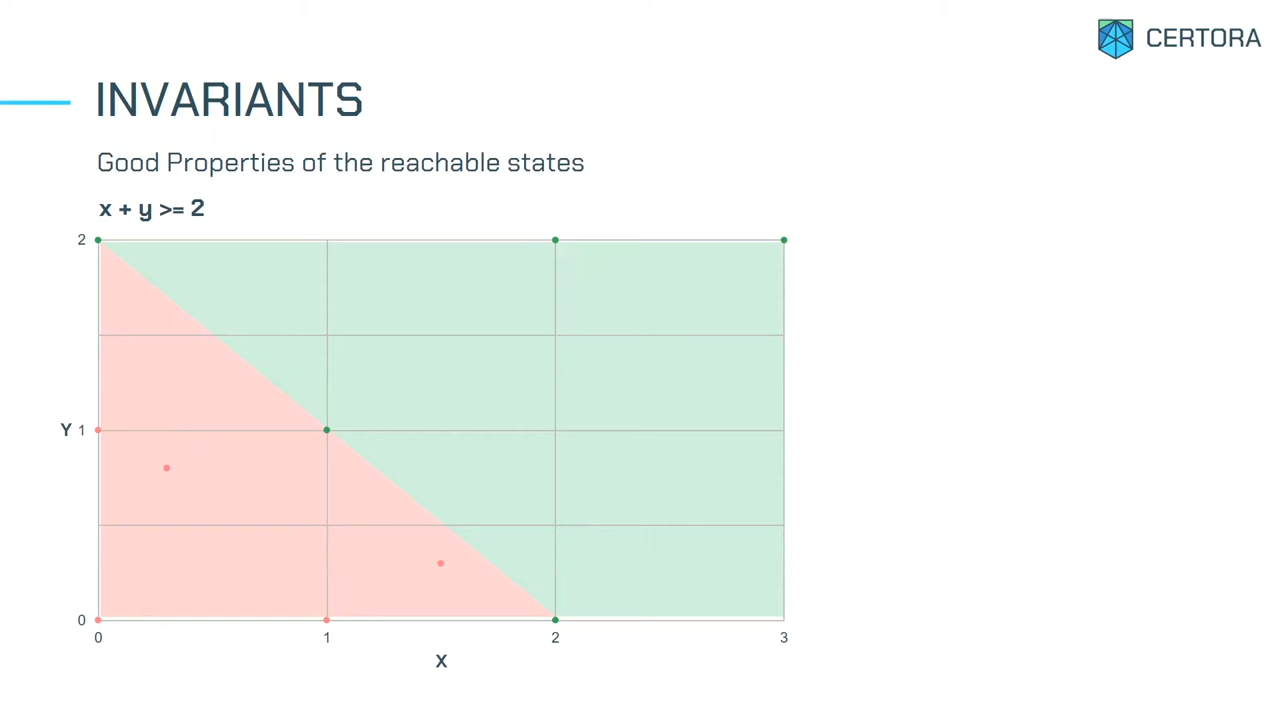 CERTORA
INVARIANTS
Good Properties of the reachable states
x + y >= 2
2
Y 1
0
0 1 2 3
X